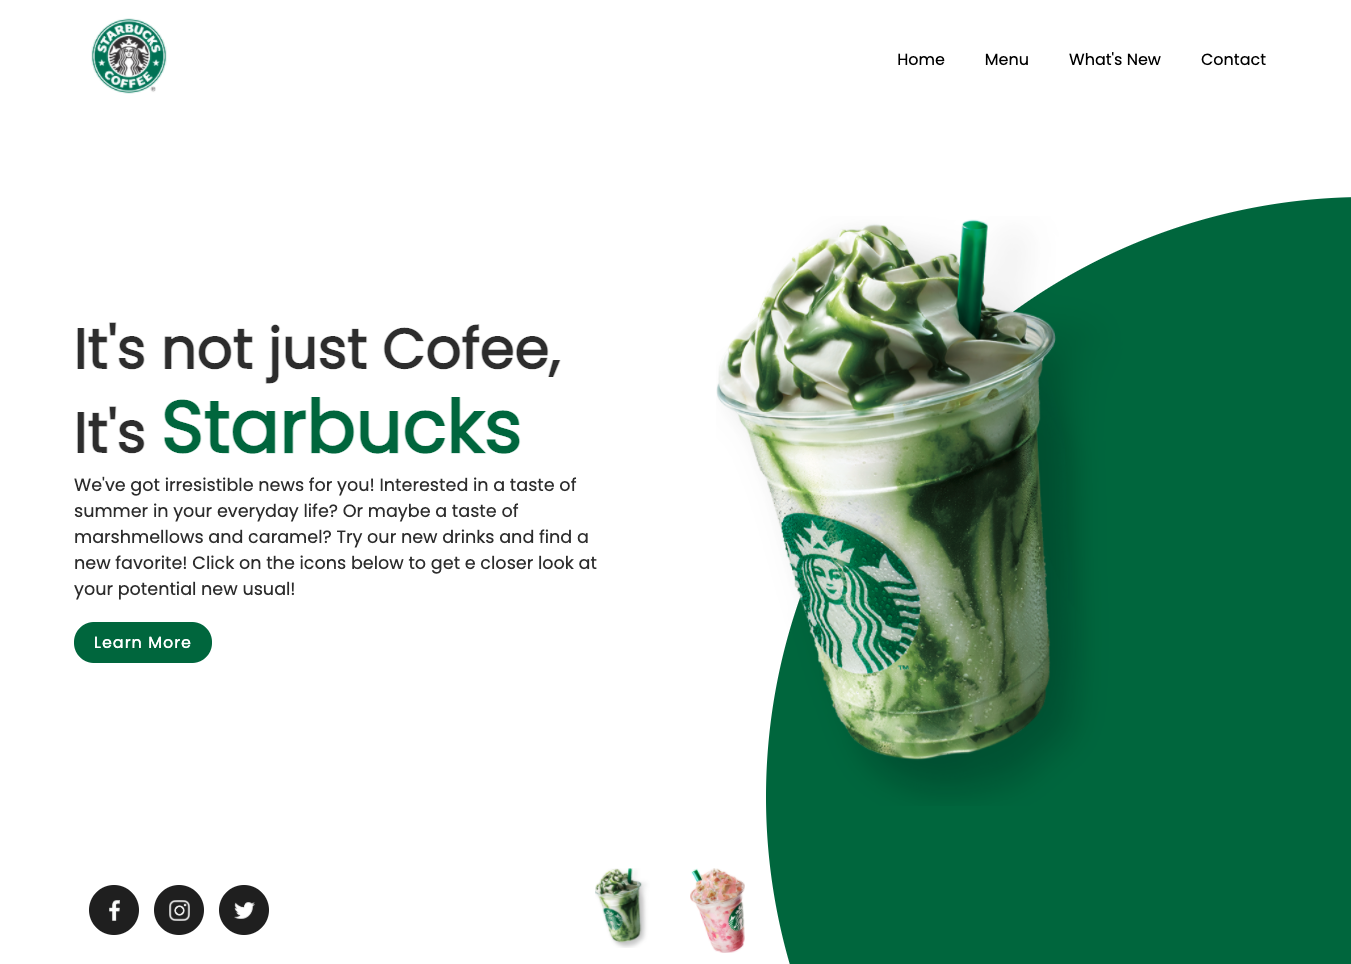 STARBUCKS
COFFEE
Home
Menu
What's New
Contact
It's not just Cofee,
It's Starbucks
We've got irresistible news for you! Interested in a taste of
summer in your everyday life? Or maybe a taste of
marshmellows and caramel? Try our new drinks and find a
new favorite! Click on the icons below to get e closer look at
your potential new usual!
Learn More
TM